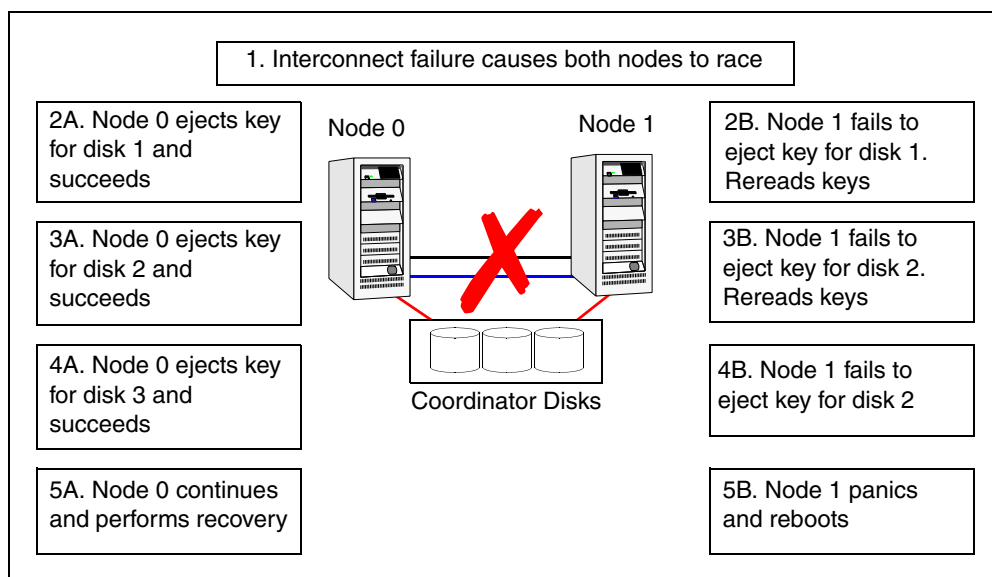 1. Interconnect failure causes both nodes to race
2A. Node 0 ejects key
for disk 1 and
succeeds
Node 0
Node 1
2B. Node 1 fails to
eject key for disk 1.
Rereads keys
3A. Node 0 ejects key
for disk 2 and
succeeds
3B. Node 1 fails to
eject key for disk 2.
Rereads keys
4A. Node 0 ejects key
for disk 3 and
succeeds
Coordinator Disks
4B. Node 1 fails to
eject key for disk 2
5A. Node 0 continues
and performs recovery
5B. Node 1 panics
and reboots